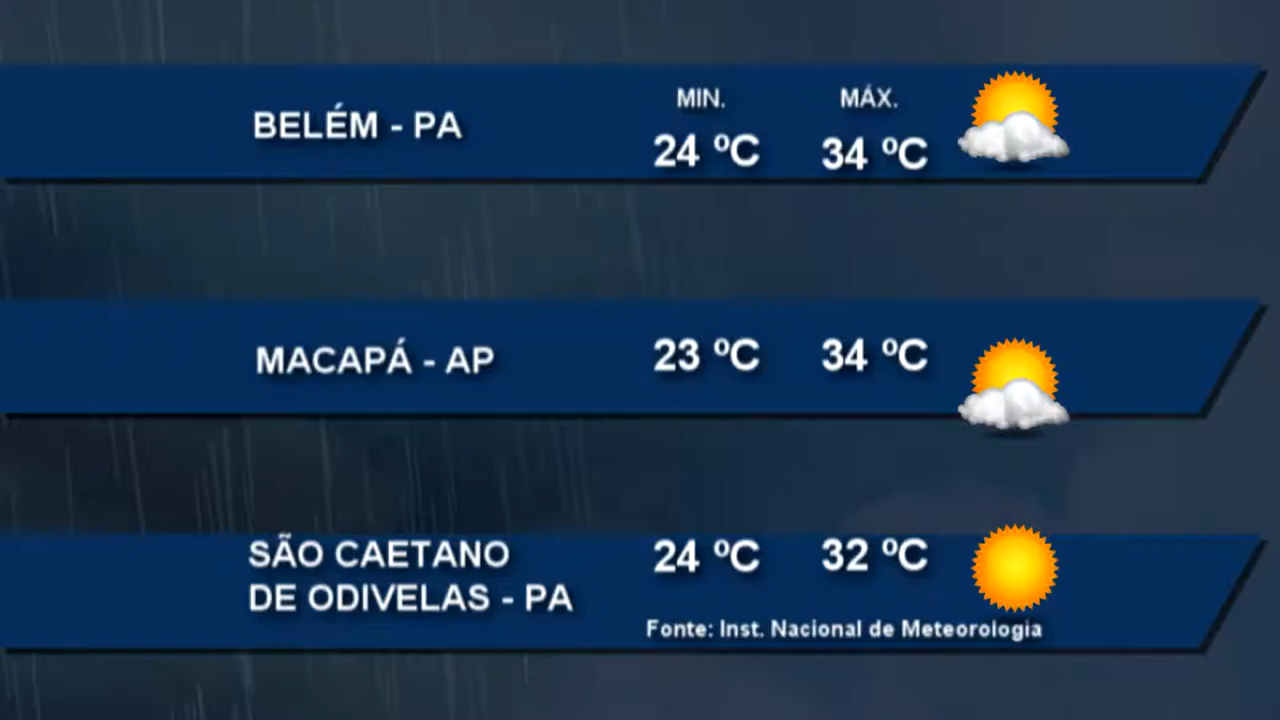 MIN. MÁX.
BELÉM - PA
24 ºC 34 ºC
MACAPÁ - AP 23 ºC 34 ºC
SÃO CAETANO 24 ºC 32 ºC
DE ODIVELAS - PA
Fonte: Inst. Nacional de Meteorologia